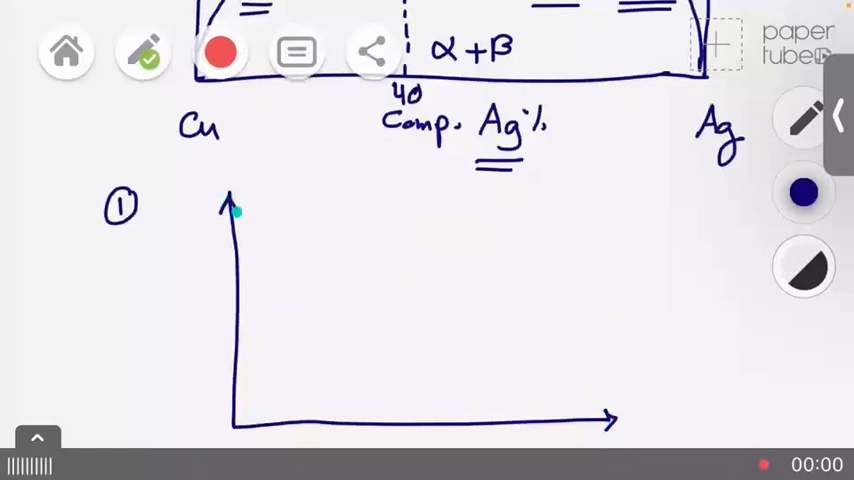 α + β
40
Cu
Comp. Ag%
Ag
①
paper
tube
00:00